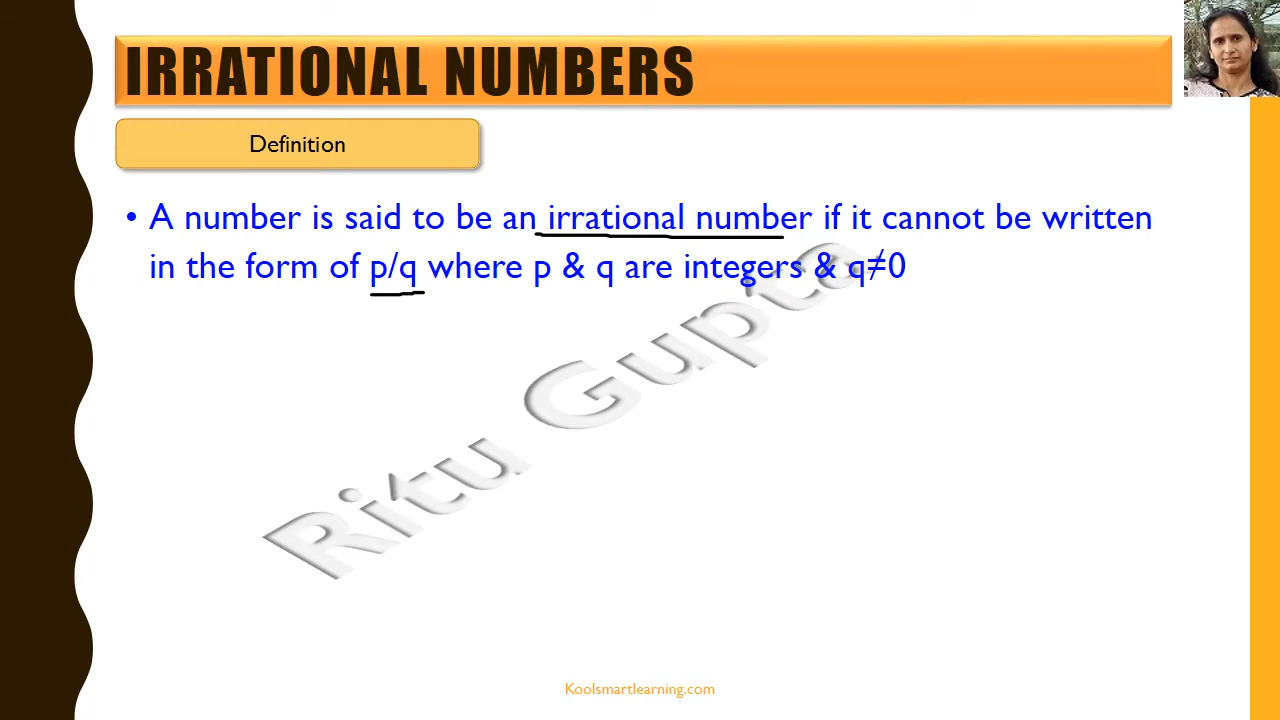 IRRATIONAL NUMBERS
Definition
• A number is said to be an irrational number if it cannot be written
in the form of p/q where p & q are integers & q≠0
Ritu Gupta
Koolsmartlearning.com